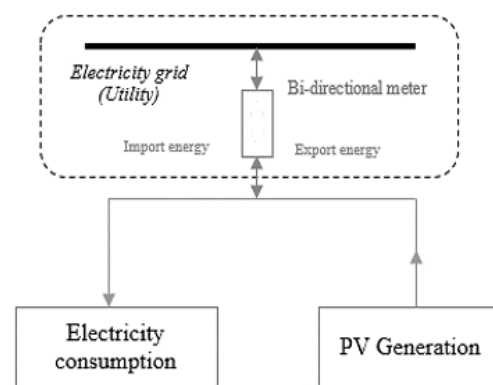 Electricity grid
(Utility)
Bi-directional meter
Import energy
Export energy
Electricity
consumption
PV Generation